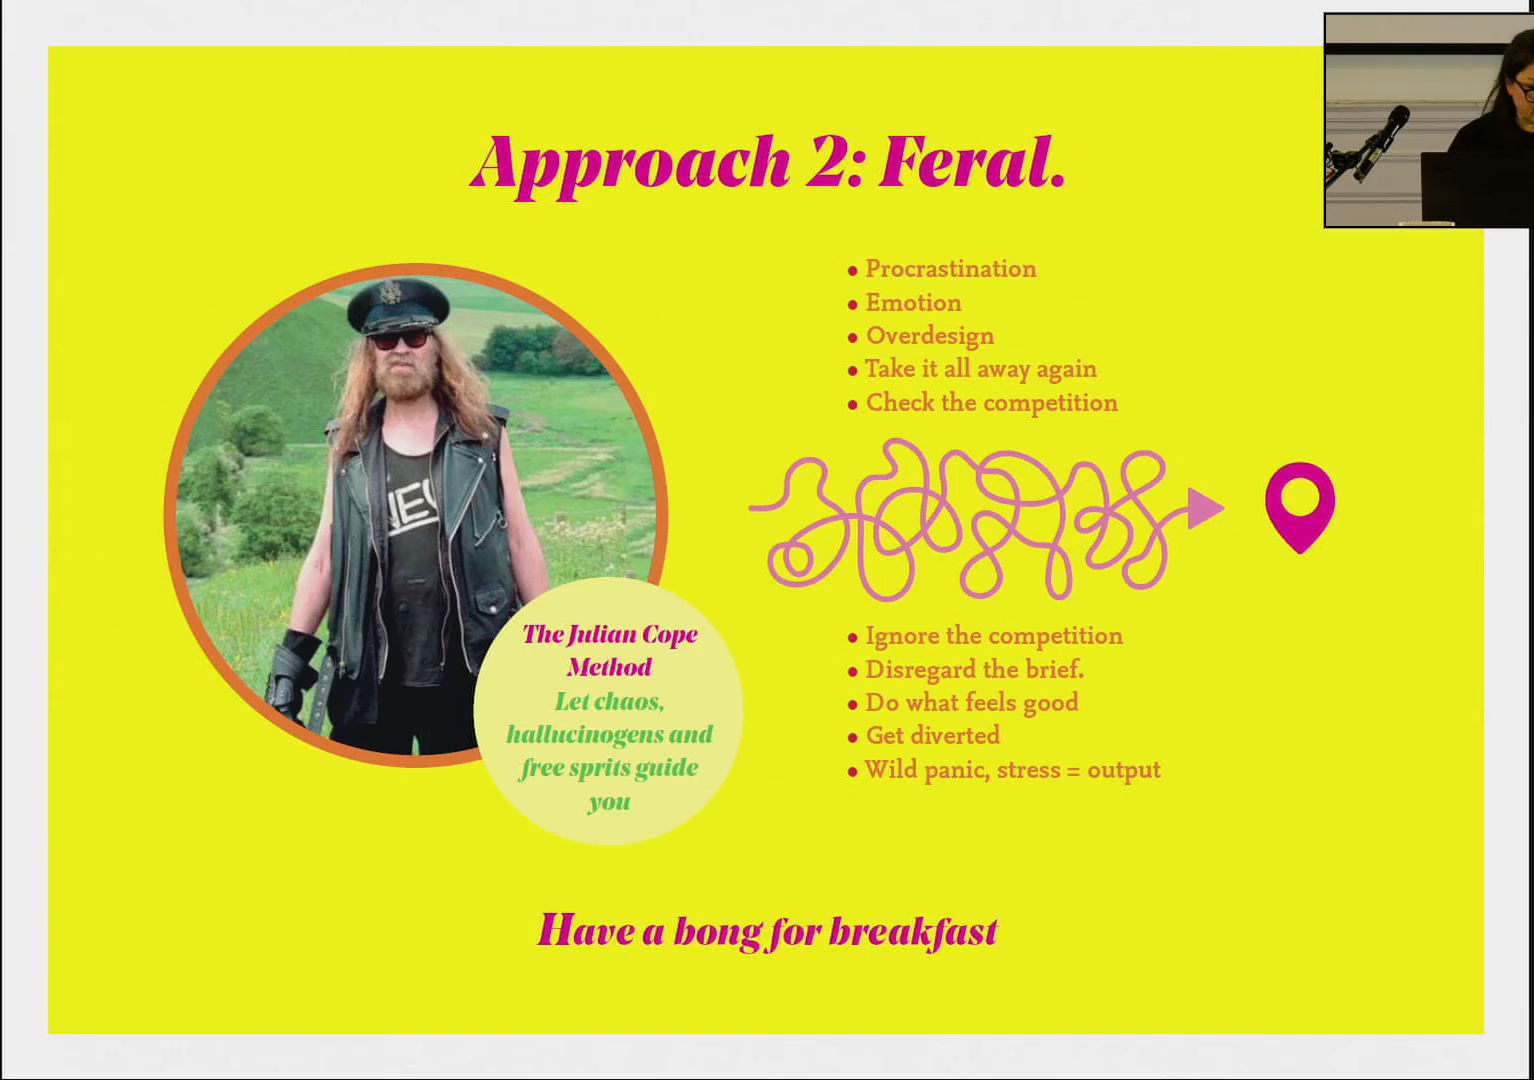 Approach 2: Feral.
• Procrastination
• Emotion
• Overdesign
• Take it all away again
• Check the competition
The Julian Cope
Method
Let chaos,
hallucinogens and
free sprits guide
you
• Ignore the competition
• Disregard the brief.
• Do what feels good
• Get diverted
• Wild panic, stress = output
Have a bong for breakfast